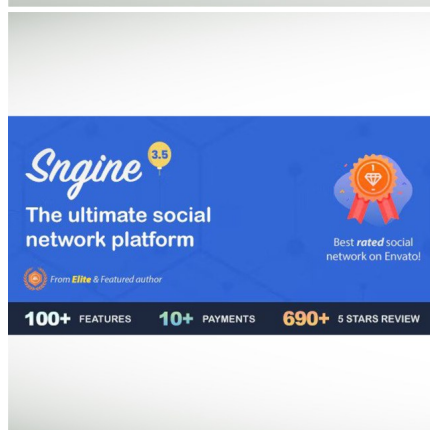 Sngine 3.5
The ultimate social
network platform
From Elite & Featured author
Best rated social
network on Envato!
100+ FEATURES 10+ PAYMENTS 690+ 5 STARS REVIEW